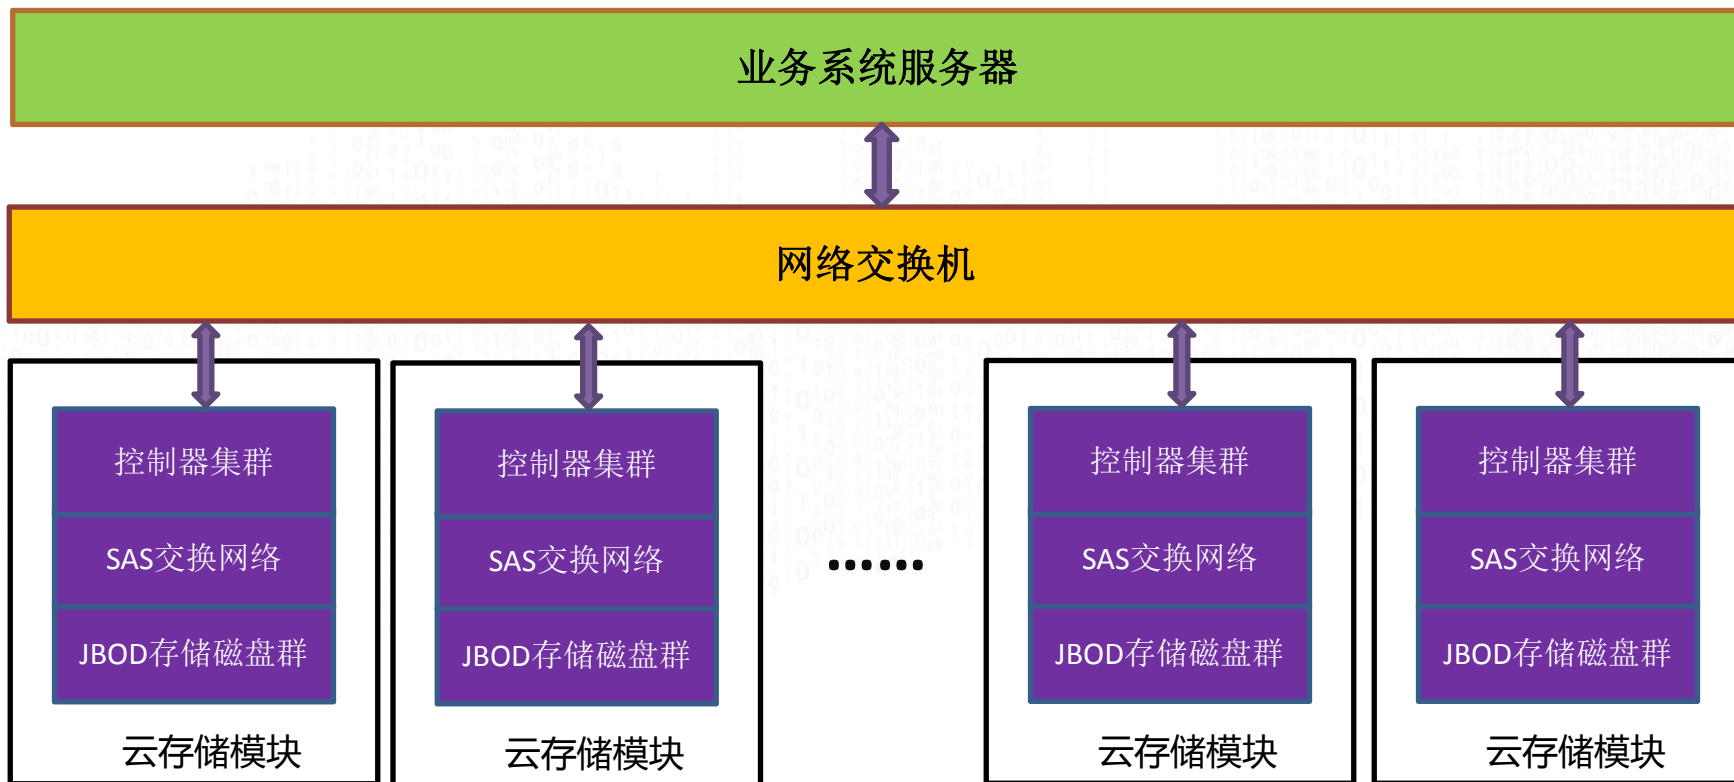 业务系统服务器
网络交换机
控制器集群
SAS交换网络
JBOD存储磁盘群
云存储模块
控制器集群
SAS交换网络
JBOD存储磁盘群
云存储模块
.......
控制器集群
SAS交换网络
JBOD存储磁盘群
云存储模块
控制器集群
SAS交换网络
JBOD存储磁盘群
云存储模块